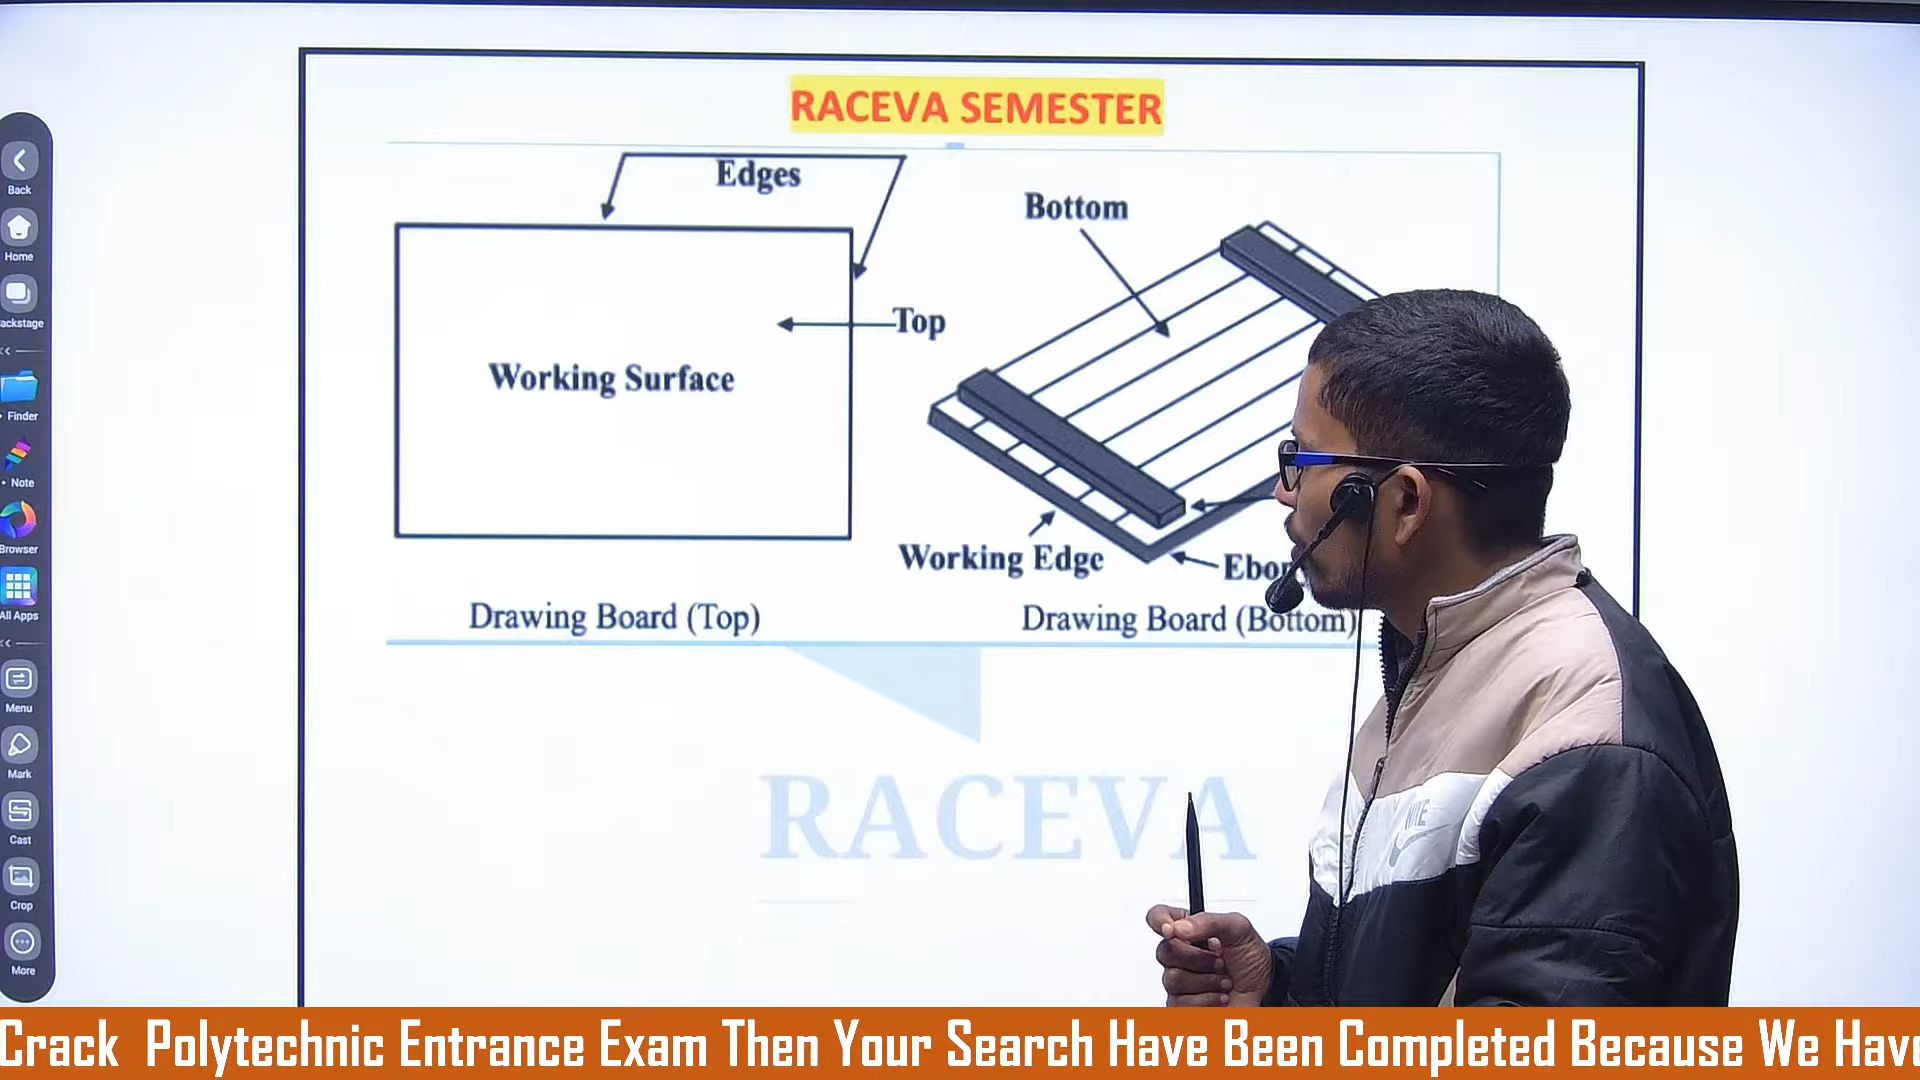 RACEVA SEMESTER
Edges
Bottom
Top
Working Surface
Working Edge
Drawing Board (Top)
Drawing Board (Bottom)
RACEVA
NIKE
Back
Home
ackstage
Finder
Note
Browser
All Apps
Menu
Mark
Cast
Crop
More
Crack Polytechnic Entrance Exam Then Your Search Have Been Completed Because We Have